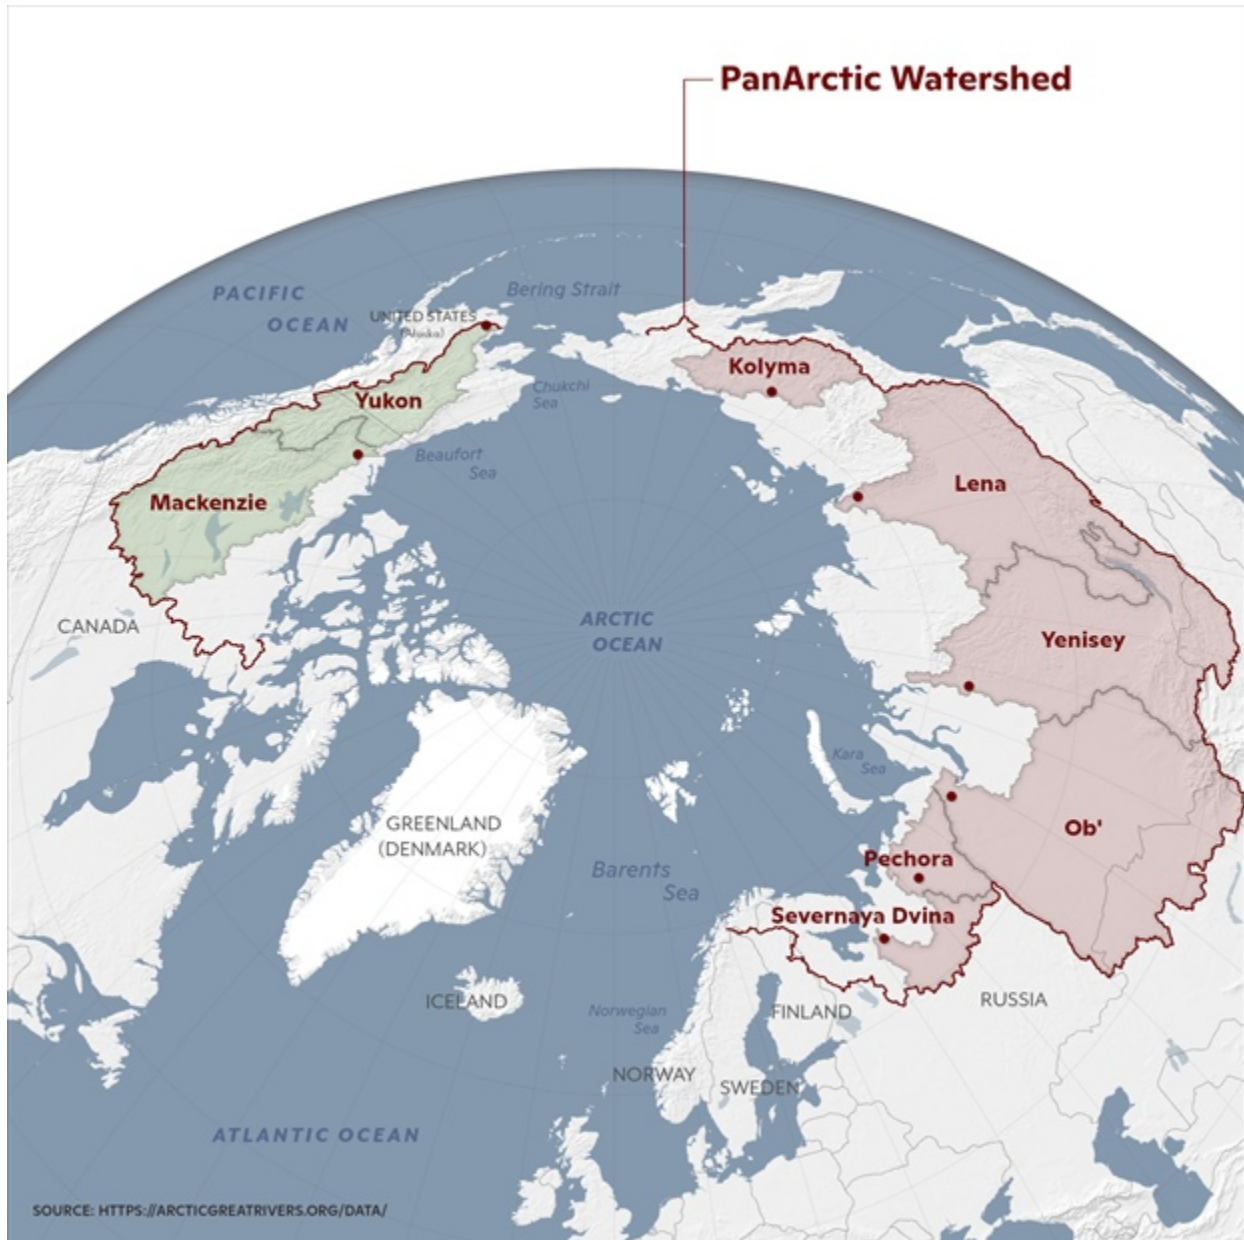 PanArctic Watershed
PACIFIC
OCEAN
Bering Strait
UNITED STATES
(Alaska)
Kolyma
Chukchi
Sea
Yukon
Beaufort
Sea
Lena
Mackenzie
ARCTIC
OCEAN
CANADA
Yenisey
Kara
Sea
GREENLAND
(DENMARK)
Ob'
Pechora
Barents
Sea
Severnaya Dvina
ICELAND
Norwegian
Sea
FINLAND
RUSSIA
NORWAY
SWEDEN
ATLANTIC OCEAN
SOURCE: HTTPS://ARCTICGREATRIVERS.ORG/DATA/